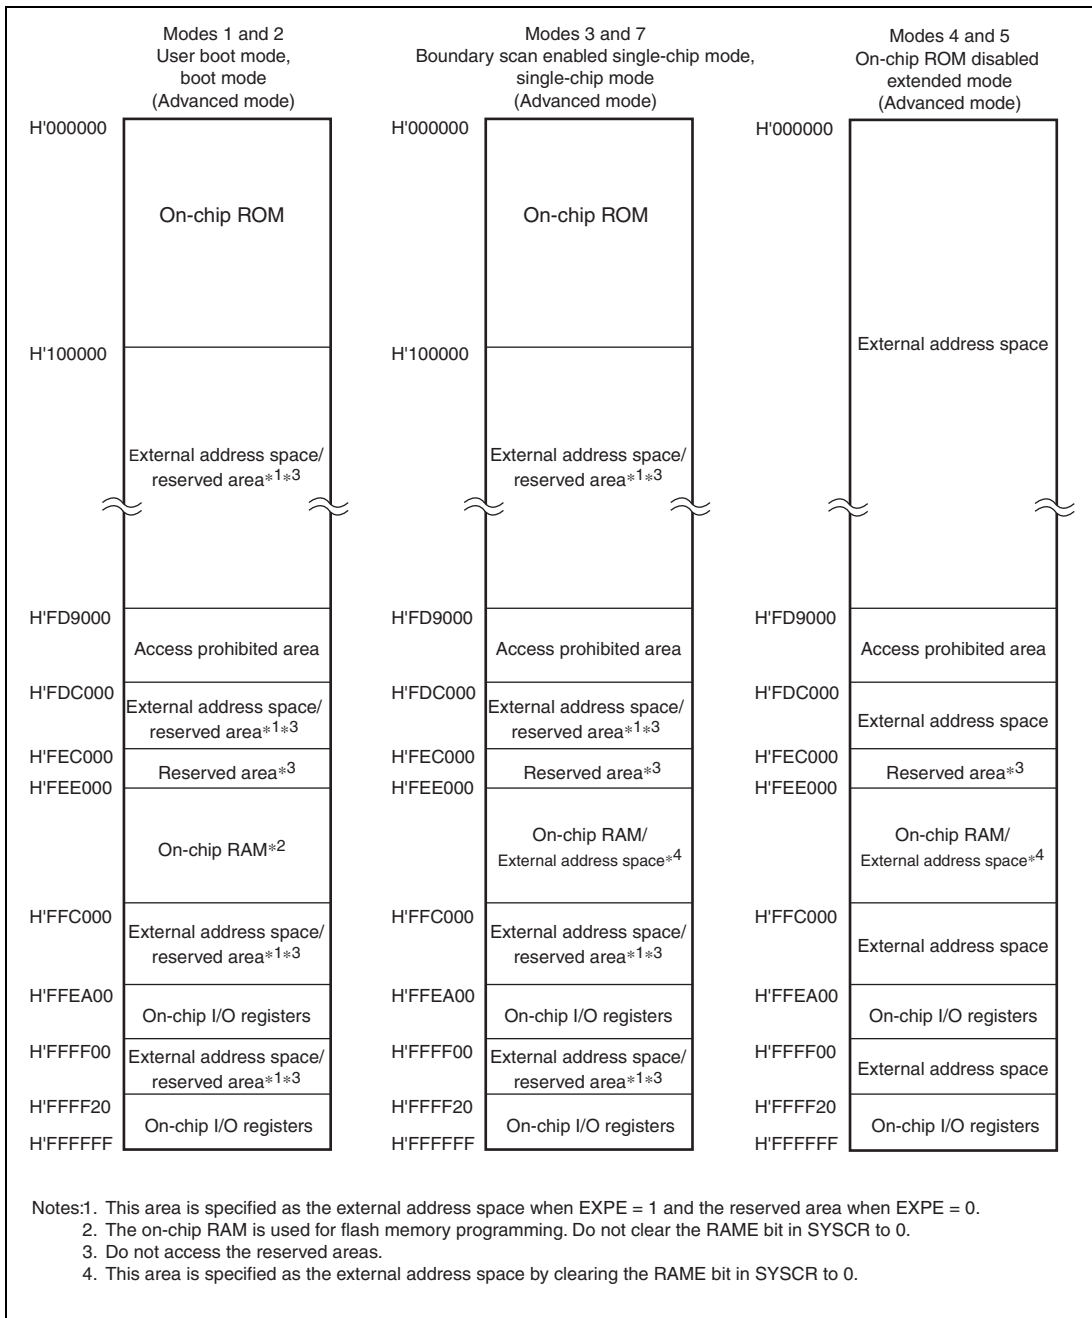 Modes 1 and 2
User boot mode,
boot mode
(Advanced mode)
H'000000
On-chip ROM
H'100000
External address space/
reserved area*1*3
H'FD9000
Access prohibited area
H'FDC000
External address space/
reserved area*1*3
H'FEC000
Reserved area*3
H'FEE000
On-chip RAM*2
H'FFC000
External address space/
reserved area*1*3
H'FFEA00
On-chip I/O registers
H'FFFF00
External address space/
reserved area*1*3
H'FFFF20
On-chip I/O registers
H'FFFFFF
Modes 3 and 7
Boundary scan enabled single-chip mode,
single-chip mode
(Advanced mode)
H'000000
On-chip ROM
H'100000
External address space/
reserved area*1*3
H'FD9000
Access prohibited area
H'FDC000
External address space/
reserved area*1*3
H'FEC000
Reserved area*3
H'FEE000
On-chip RAM/
External address space*4
H'FFC000
External address space/
reserved area*1*3
H'FFEA00
On-chip I/O registers
H'FFFF00
External address space/
reserved area*1*3
H'FFFF20
On-chip I/O registers
H'FFFFFF
Modes 4 and 5
On-chip ROM disabled
extended mode
(Advanced mode)
H'000000
External address space
H'FD9000
Access prohibited area
H'FDC000
External address space
H'FEC000
Reserved area*3
H'FEE000
On-chip RAM/
External address space*4
H'FFC000
External address space
H'FFEA00
On-chip I/O registers
H'FFFF00
External address space
H'FFFF20
On-chip I/O registers
H'FFFFFF
Notes:1. This area is specified as the external address space when EXPE = 1 and the reserved area when EXPE = 0.
2. The on-chip RAM is used for flash memory programming. Do not clear the RAME bit in SYSCR to 0.
3. Do not access the reserved areas.
4. This area is specified as the external address space by clearing the RAME bit in SYSCR to 0.